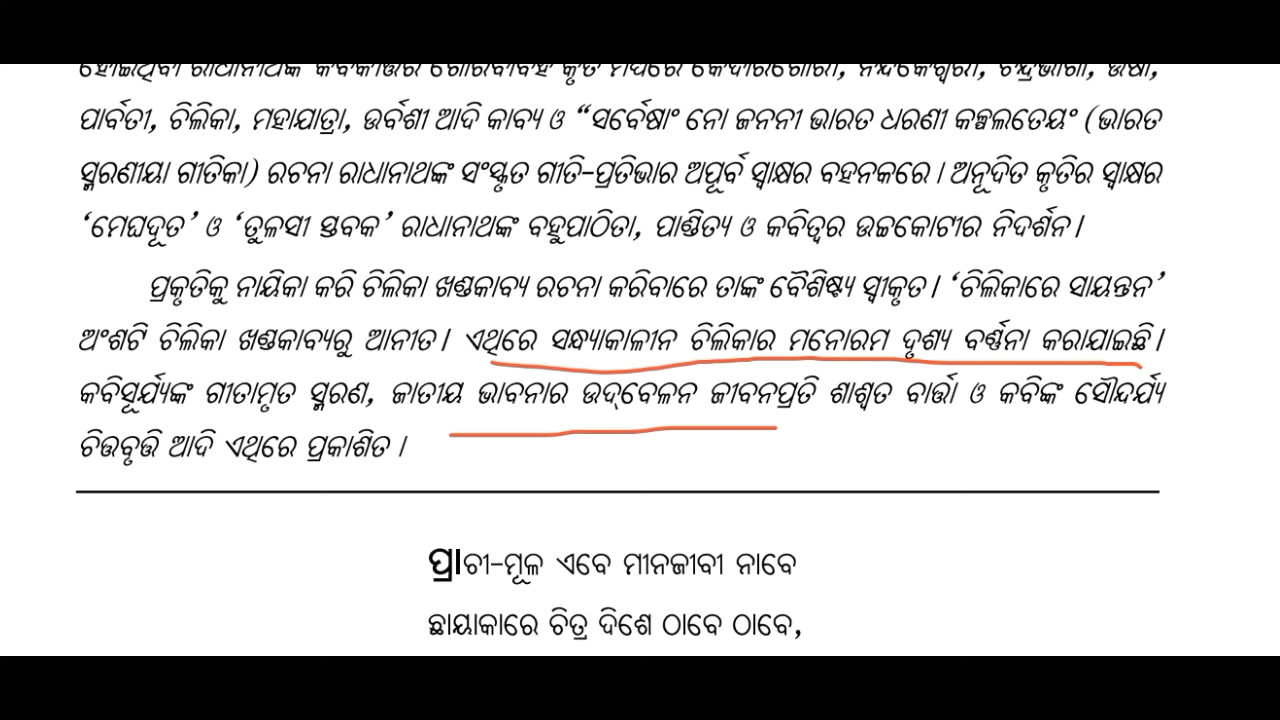 ହୋଇଥିବା ରାଧାନାଥଙ୍କ
ପାର୍ବତୀ, ଚିଲିକା, ମହାଯାତ୍ରା, ଉର୍ବଶୀ ଆଦି କାବ୍ୟ ଓ “ସର୍ବେଷାଂ ନୋ ଜନନୀ ଭାରତ ଧରଣୀ କଳ୍ପଲତେୟଂ (ଭାରତ
ସ୍ମରଣୀୟା ଗୀତିକା) ରଚନା ରାଧାନାଥଙ୍କ ସଂସ୍କୃତ ଗୀତି-ପ୍ରତିଭାର ଅପୂର୍ବ ସ୍ୱାକ୍ଷର ବହନକରେ। ଅନୂଦିତ କୃତିର ସ୍ୱାକ୍ଷର
‘ମେଘଦୂତ’ ଓ ‘ତୁଳସୀ ସ୍ତବକ’ ରାଧାନାଥଙ୍କ ବହୁପାଠିତା, ପାଣ୍ଡିତ୍ୟ ଓ କବିତ୍ୱର ଉଚ୍ଚକୋଟୀର ନିଦର୍ଶନ।
ପ୍ରକୃତିକୁ ନାୟିକା କରି ଚିଲିକା ଖଣ୍ଡକାବ୍ୟ ରଚନା କରିବାରେ ତାଙ୍କ ବୈଶିଷ୍ଟ୍ୟ ସ୍ୱୀକୃତ। ‘ଚିଲିକାରେ ସାୟନ୍ତନ’
ଅଂଶଟି ଚିଲିକା ଖଣ୍ଡକାବ୍ୟରୁ ଆନୀତ। ଏଥିରେ ସନ୍ଧ୍ୟାକାଳୀନ ଚିଲିକାର ମନୋରମ ଦୃଶ୍ୟ ବର୍ଣ୍ଣନା କରାଯାଇଛି।
କବିସୂର୍ଯ୍ୟଙ୍କ ଗୀତାମୃତ ସ୍ମରଣ, ଜାତୀୟ ଭାବନାର ଉଦ୍‌ବେଳନ ଜୀବନପ୍ରତି ଶାଶ୍ୱତ ବାର୍ତ୍ତା ଓ କବିଙ୍କ ସୌନ୍ଦର୍ଯ୍ୟ
ଚିତ୍ତବୃତ୍ତି ଆଦି ଏଥିରେ ପ୍ରକାଶିତ।
ପ୍ରାଚୀ-ମୂଳ ଏବେ ମୀନଜୀବୀ ନାବେ
ଛାୟାକାରେ ଚିତ୍ର ଦିଶେ ଠାବେ ଠାବେ,